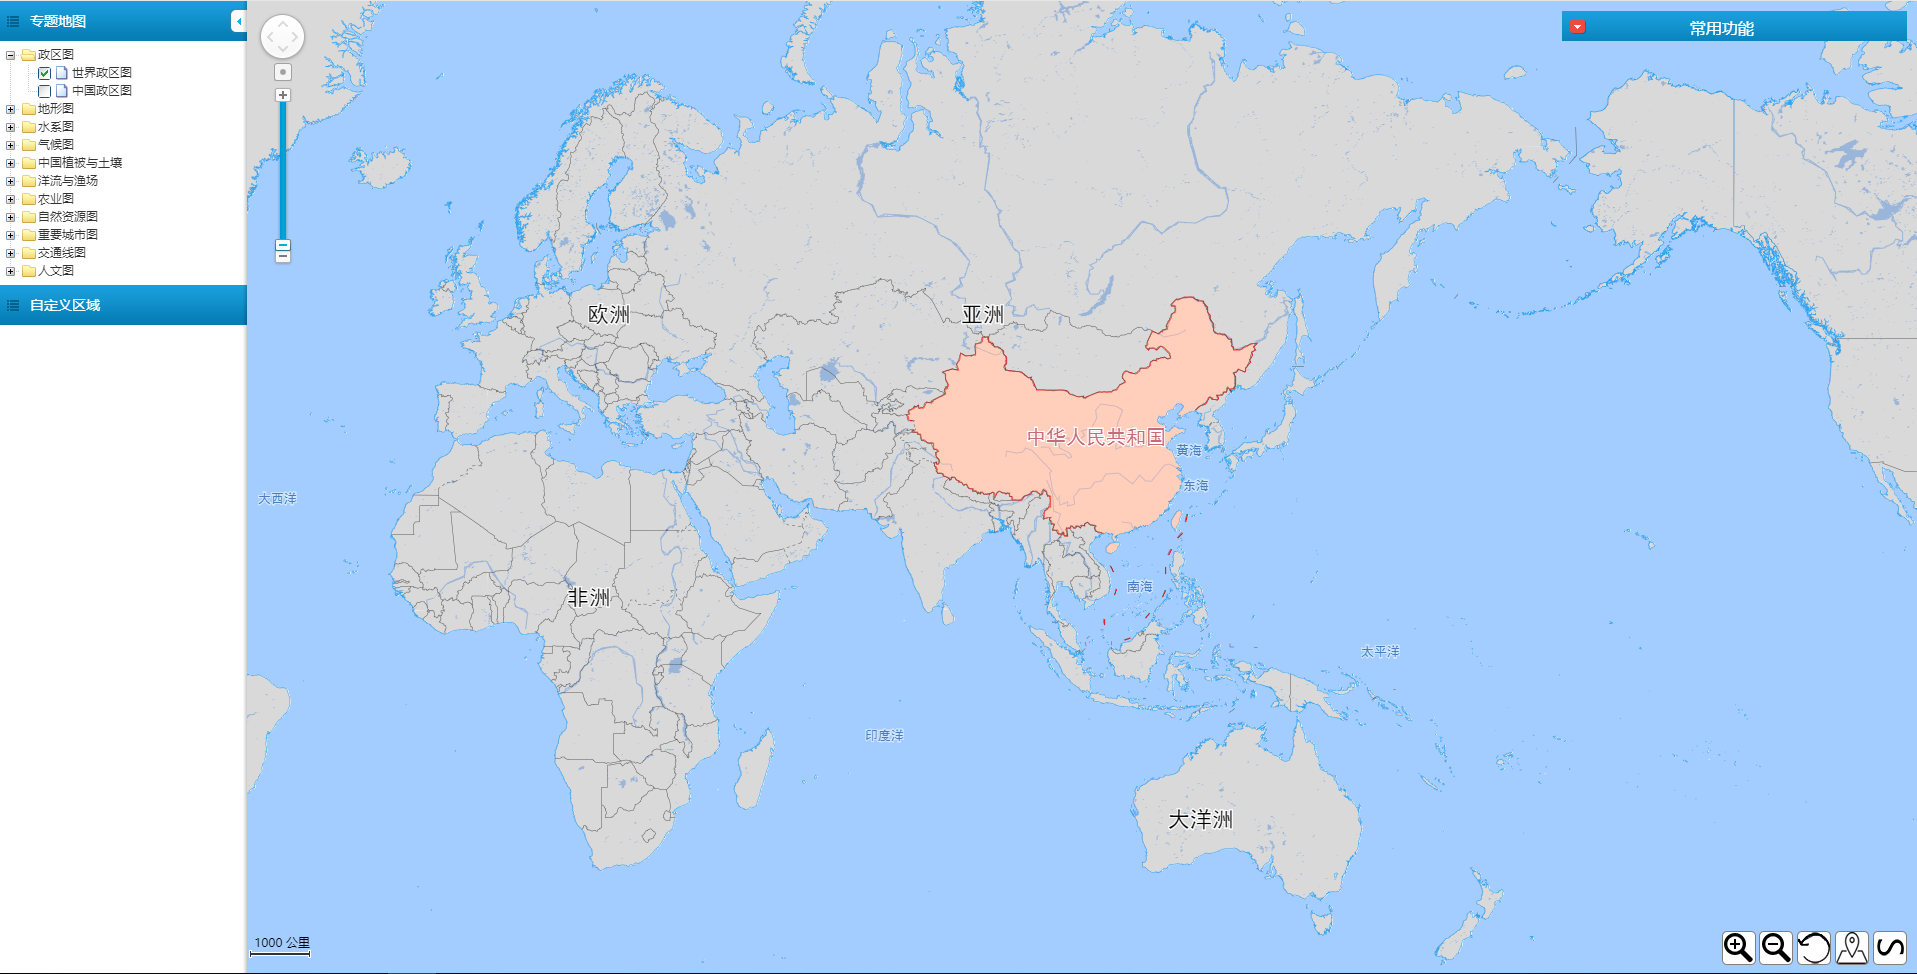 专题地图
政区图
世界政区图
中国政区图
地形图
水系图
气候图
中国植被与土壤
洋流与渔场
农业图
自然资源图
重要城市图
交通线图
人文图
自定义区域
常用功能
欧洲
亚洲
中华人民共和国
黄海
东海
大西洋
南海
非洲
太平洋
印度洋
大洋洲
1000 公里